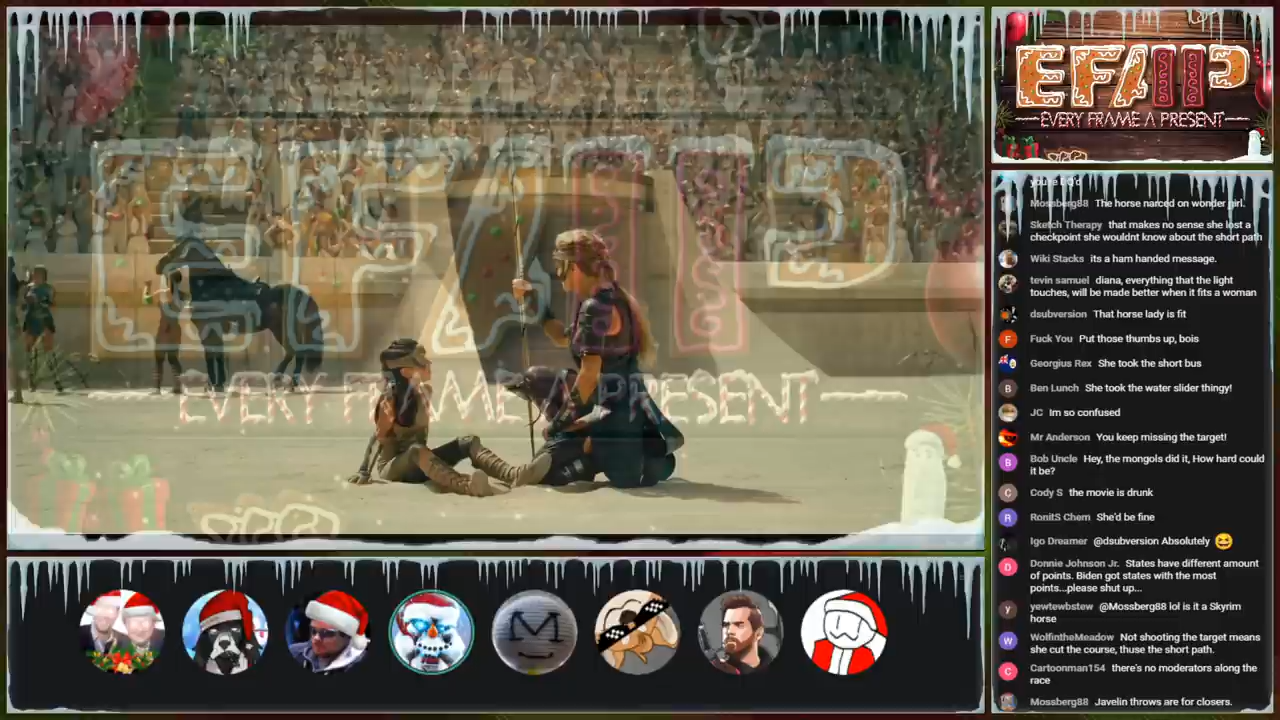 EFAP
EVERY FRAME A PRESENT
EFAP
EVERY FRAME A PRESENT
Mossberg88 The horse narced on wonder girl.
Sketch Therapy that makes no sense she lost a
checkpoint she wouldnt know about the short path
Wiki Stacks its a ham handed message.
tevin samuel diana, everything that the light
touches, will be made better when it fits a woman
dsubversion That horse lady is fit
F
Fuck You Put those thumbs up, bois
Georgius Rex She took the short bus
B
Ben Lunch She took the water slider thingy!
JC Im so confused
Mr Anderson You keep missing the target!
B
Bob Uncle Hey, the mongols did it, How hard could
it be?
C
Cody S the movie is drunk
R
RonitS Chem She'd be fine
Igo Dreamer @dsubversion Absolutely 😆
D
Donnie Johnson Jr. States have different amount
of points. Biden got states with the most
points...please shut up...
y
yewtewbstew @Mossberg88 lol is it a Skyrim
horse
W
WolfintheMeadow Not shooting the target means
she cut the course, thuse the short path.
C
Cartoonman154 there's no moderators along the
race
Mossberg88 Javelin throws are for closers.
M